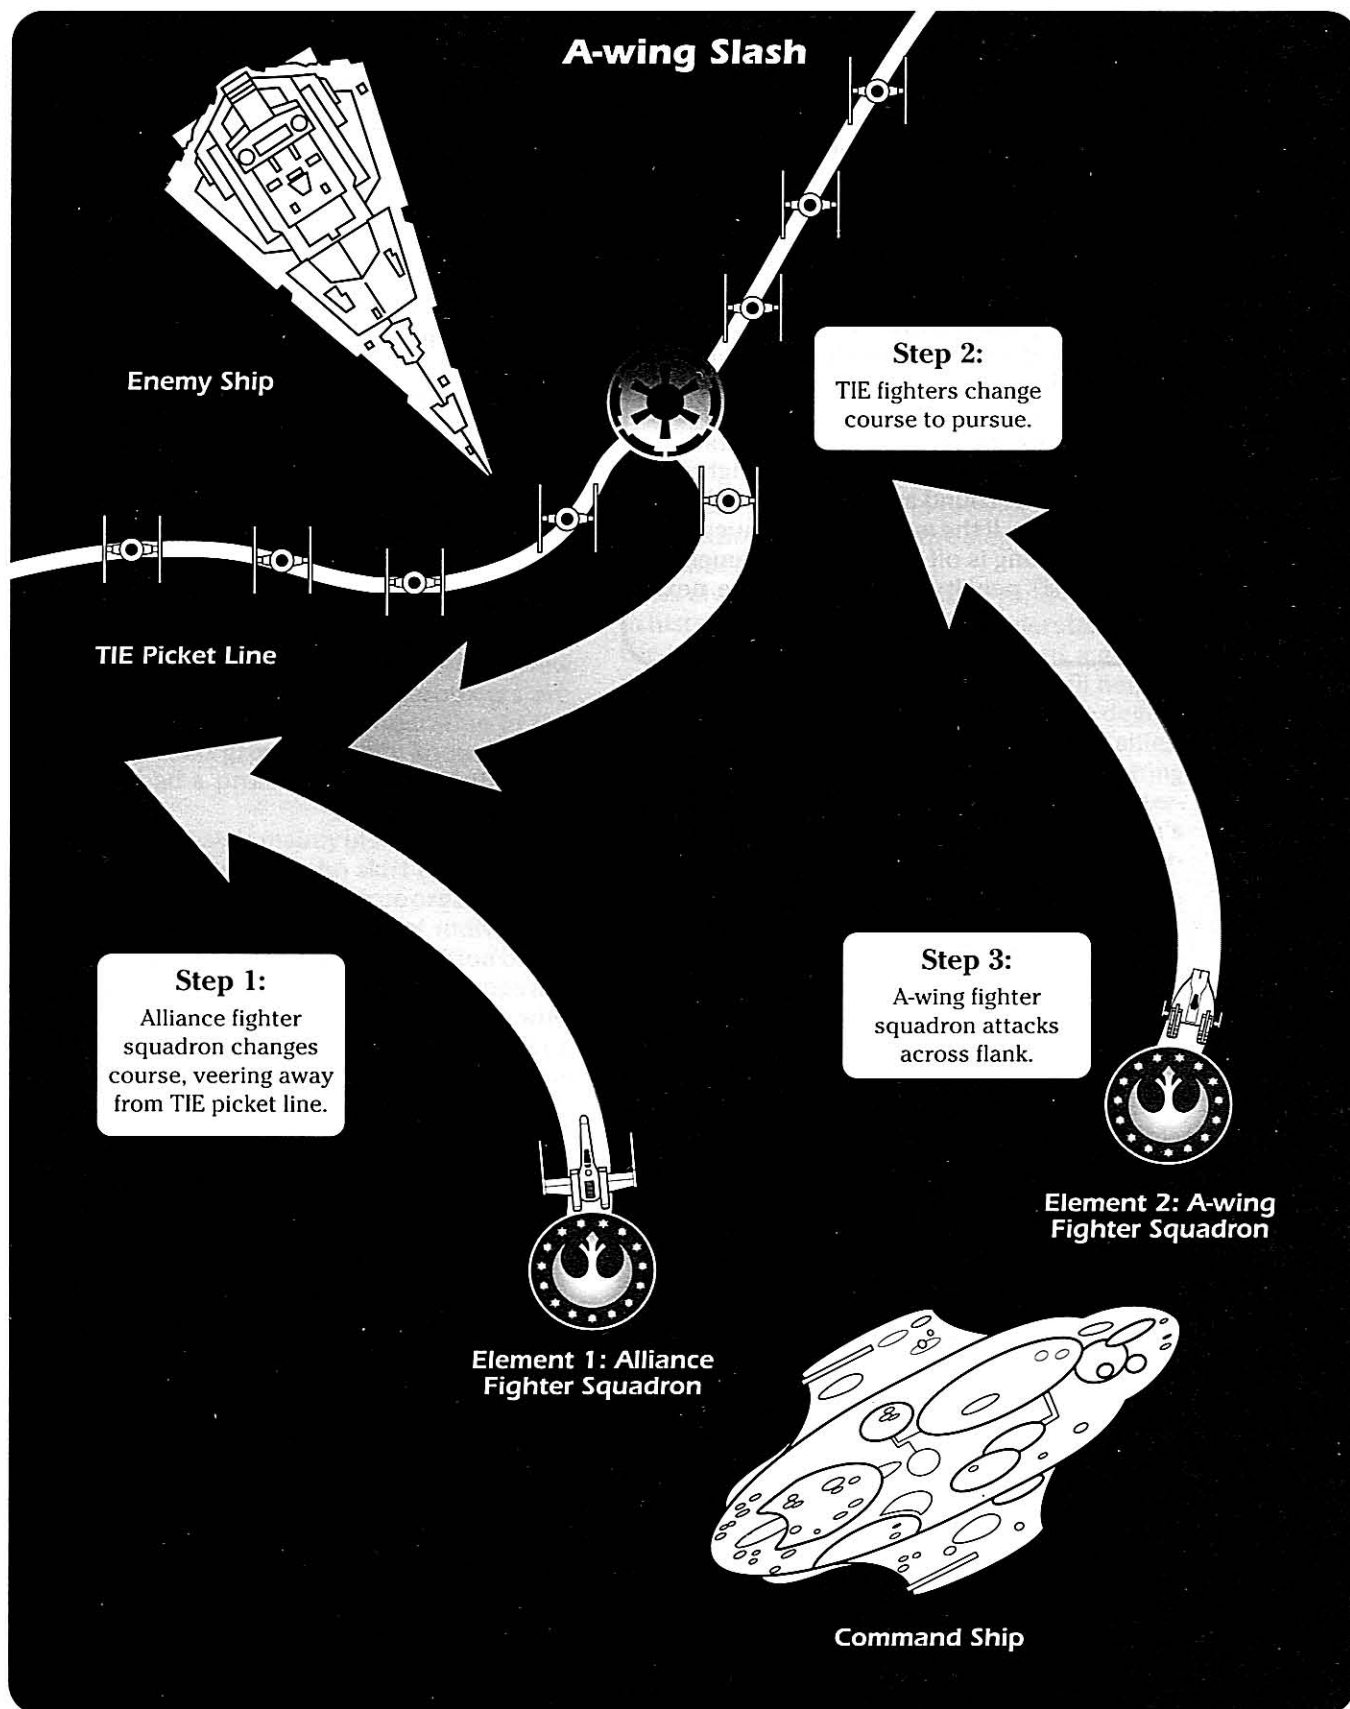 A-wing Slash
Enemy Ship
Step 2:
TIE fighters change
course to pursue.
TIE Picket Line
Step 1:
Alliance fighter
squadron changes
course, veering away
from TIE picket line.
Step 3:
A-wing fighter
squadron attacks
across flank.
Element 2: A-wing
Fighter Squadron
Element 1: Alliance
Fighter Squadron
Command Ship